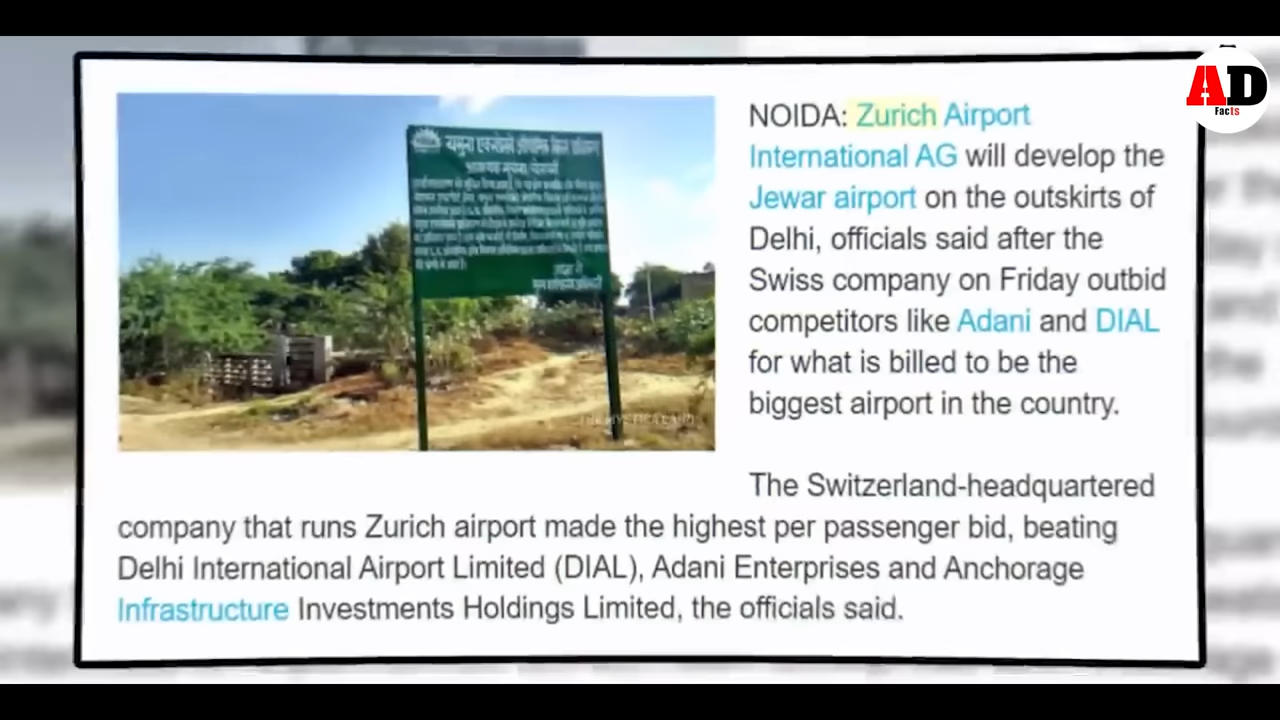 AD
Facts
NOIDA: Zurich Airport
International AG will develop the
Jewar airport on the outskirts of
Delhi, officials said after the
Swiss company on Friday outbid
competitors like Adani and DIAL
for what is billed to be the
biggest airport in the country.
The Switzerland-headquartered
company that runs Zurich airport made the highest per passenger bid, beating
Delhi International Airport Limited (DIAL), Adani Enterprises and Anchorage
Infrastructure Investments Holdings Limited, the officials said.